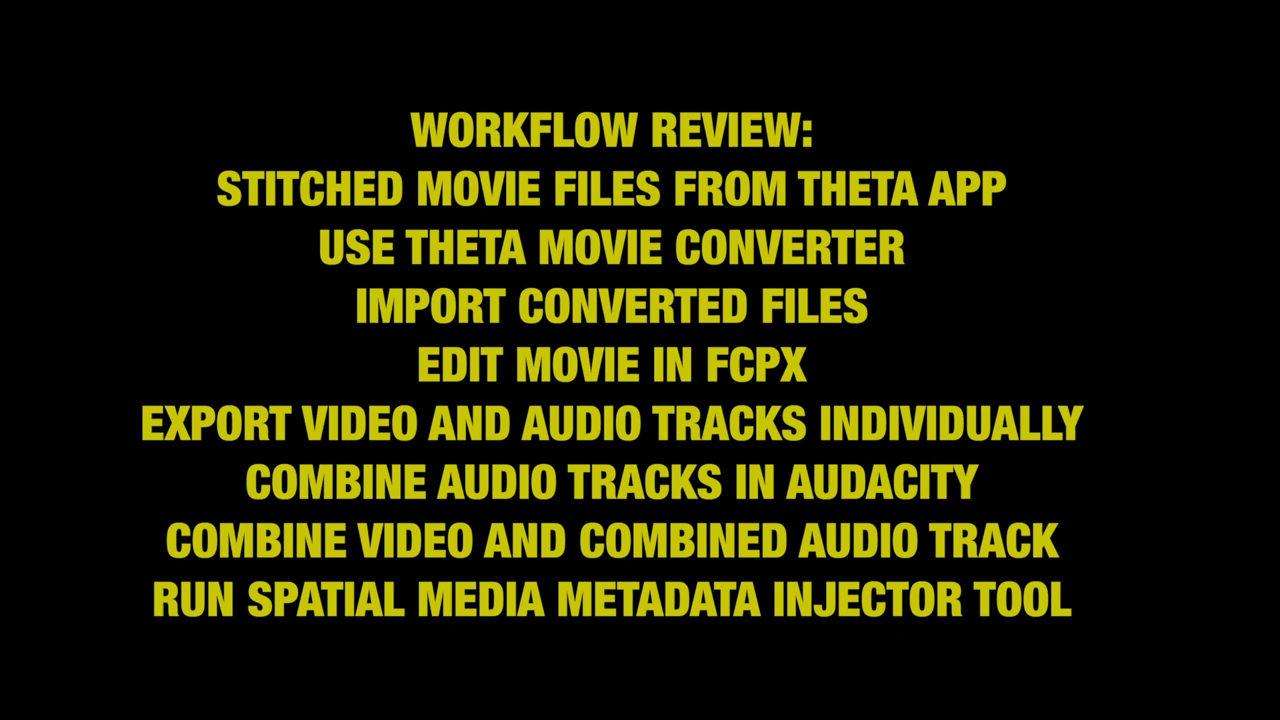 WORKFLOW REVIEW:
STITCHED MOVIE FILES FROM THETA APP
USE THETA MOVIE CONVERTER
IMPORT CONVERTED FILES
EDIT MOVIE IN FCPX
EXPORT VIDEO AND AUDIO TRACKS INDIVIDUALLY
COMBINE AUDIO TRACKS IN AUDACITY
COMBINE VIDEO AND COMBINED AUDIO TRACK
RUN SPATIAL MEDIA METADATA INJECTOR TOOL